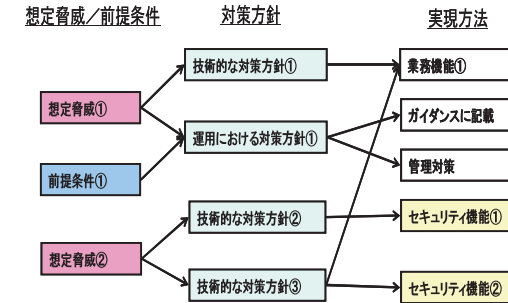 想定脅威／前提条件
対策方針
実現方法
技術的な対策方針①
業務機能①
想定脅威①
ガイダンスに記載
運用における対策方針①
管理対策
前提条件①
技術的な対策方針②
セキュリティ機能①
想定脅威②
技術的な対策方針③
セキュリティ機能②